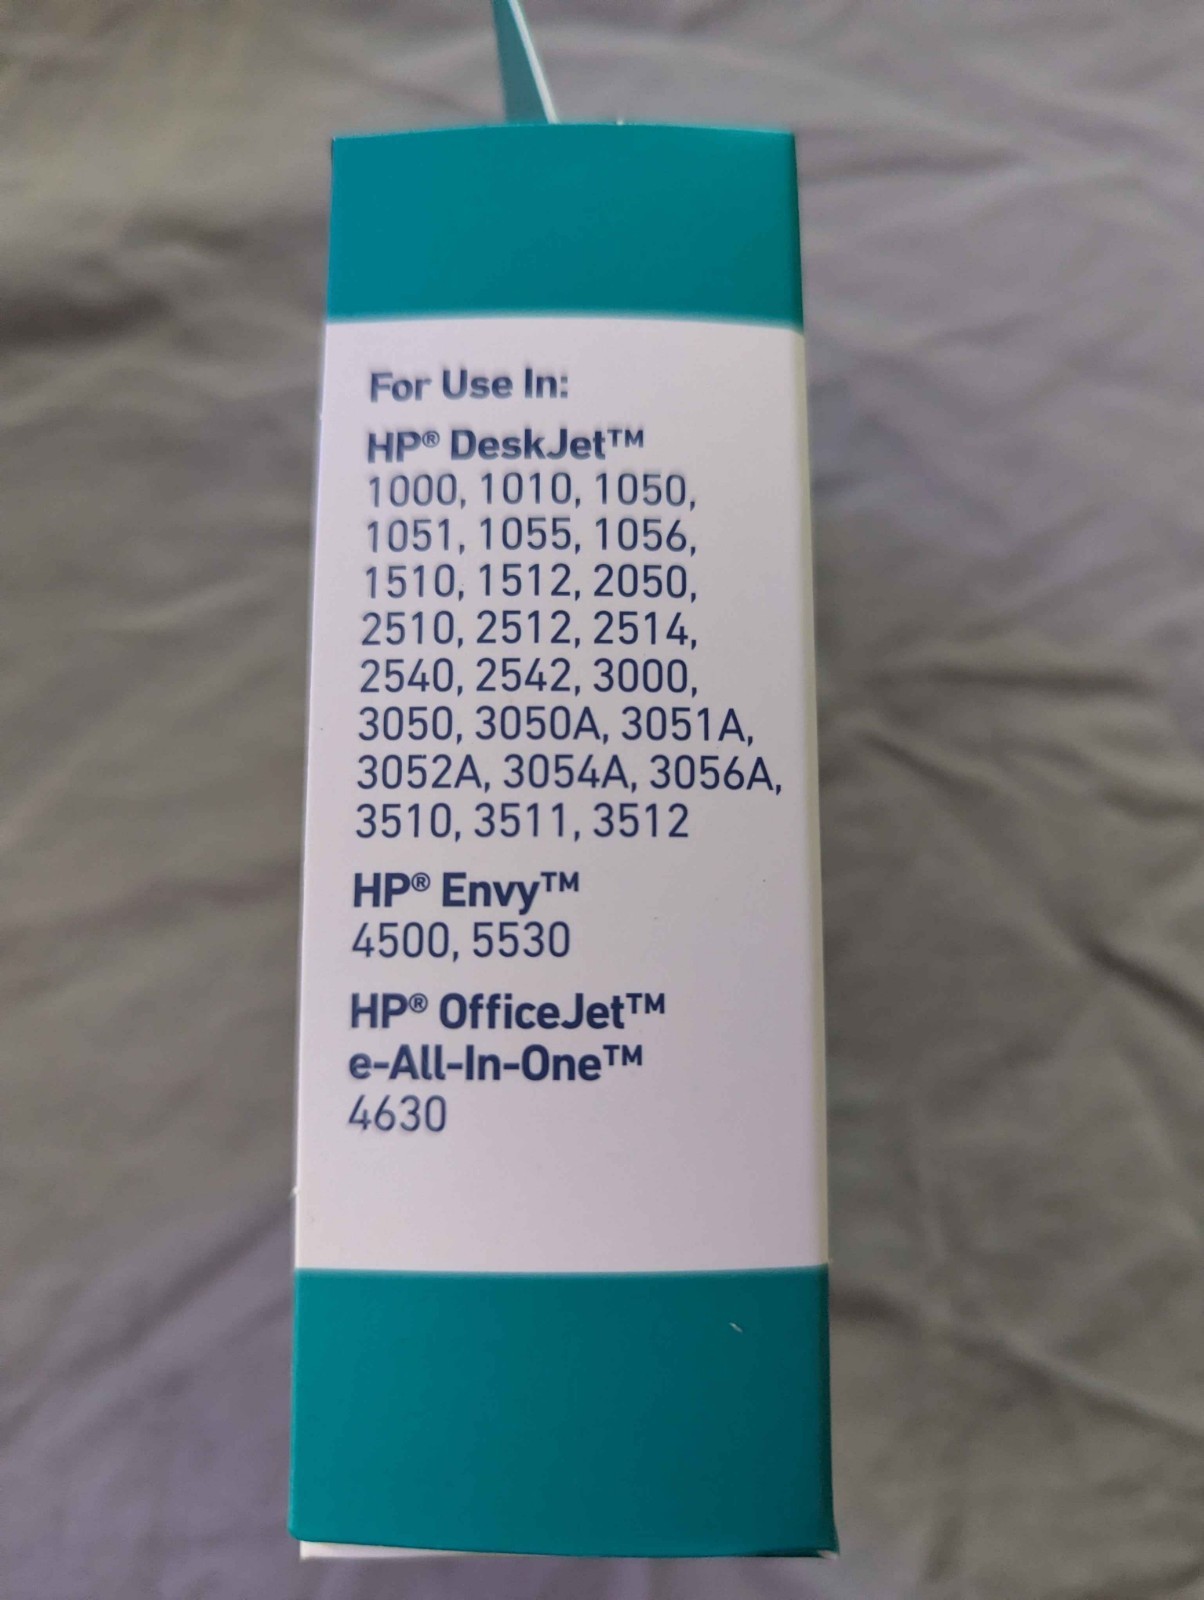 For Use In:
HP® DeskJet™
1000, 1010, 1050,
1051, 1055, 1056,
1510, 1512, 2050,
2510, 2512, 2514,
2540, 2542, 3000,
3050, 3050A, 3051A,
3052A, 3054A, 3056A,
3510, 3511, 3512
HP® Envy™
4500, 5530
HP® OfficeJet™
e-All-In-One™
4630